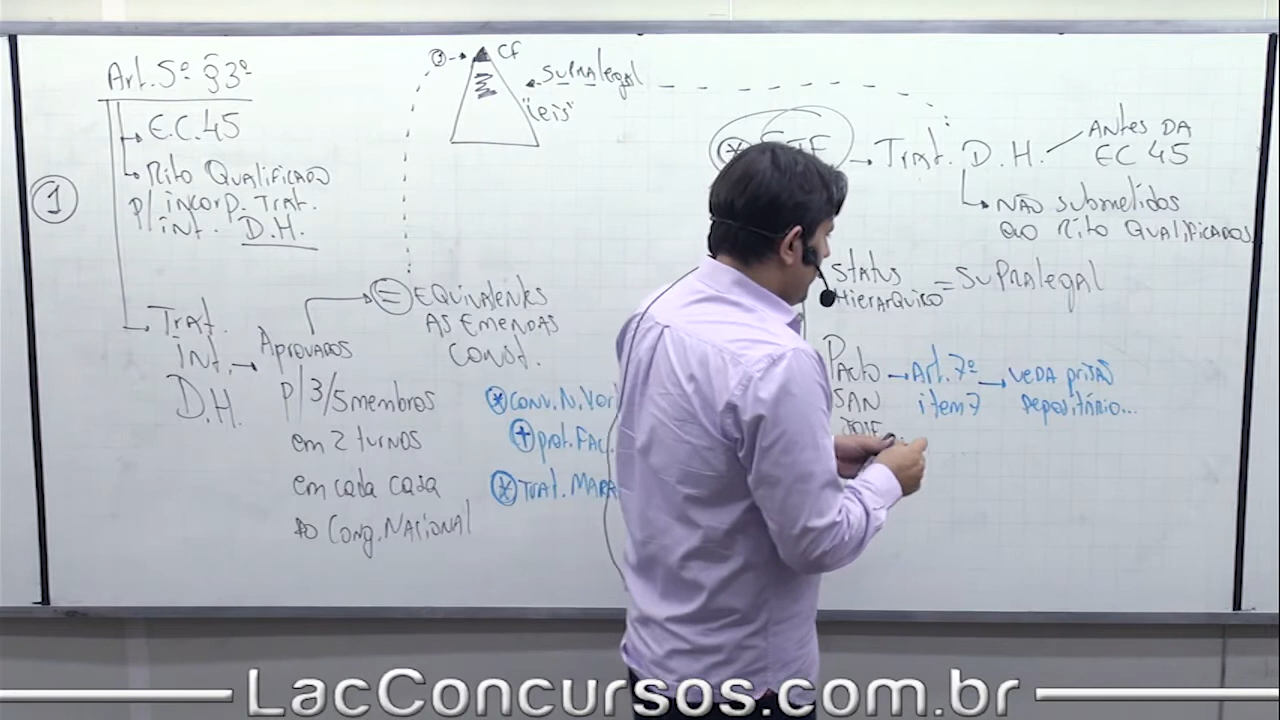 Art. 5º §3º
E.C. 45
Rito Qualificado
p/ incorp. Trat.
int. D.H.
1
Trat.
int.
D.H.
Aprovados
p/ 3/5 membros
em 2 turnos
em cada casa
do Cong. Nacional
=
Equivalentes
as Emendas
Const.
CF
Supralegal
"leis"
* Conv. N. Yor
+ prot. Fac.
* Trat. Mara
* STF
Trat. D.H.
Antes da
EC 45
Não submetidos
ao Rito Qualificados
Status
Hierarquico = Supralegal
Pacto
San
José
Art. 7º
item 7
veda prisão
depositário...
LacConcursos.com.br